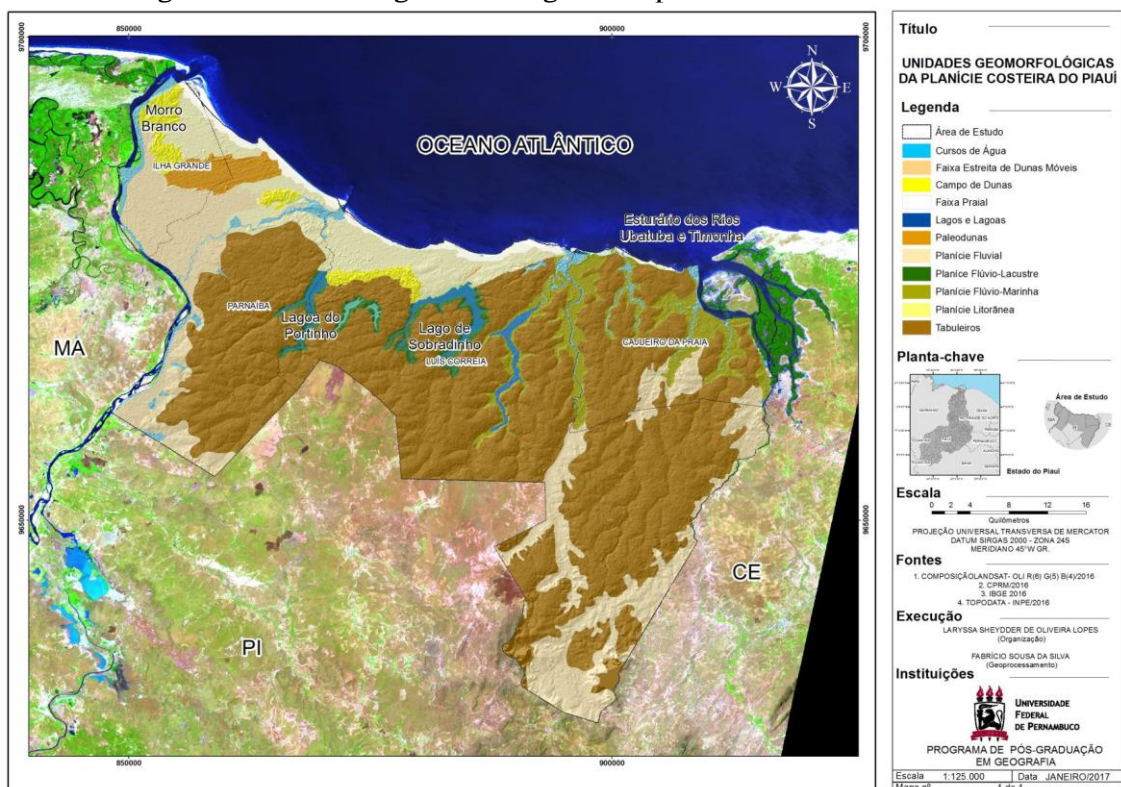 9700000
850000
900000
9700000
Morro
Branco
ILHA GRANDE
OCEANO ATLÂNTICO
N
W
E
S
Estuário dos Rios
Ubatuba e Timonha
PARNAÍBA
Lagoa do
Portinho
Lago de
Sobradinho
LUÍS CORREIA
CAJUEIRO DA PRAIA
MA
CE
PI
9650000
9650000
850000
900000
Título
UNIDADES GEOMORFOLÓGICAS
DA PLANÍCIE COSTEIRA DO PIAUÍ
Legenda
Área de Estudo
Cursos de Água
Faixa Estreita de Dunas Móveis
Campo de Dunas
Faixa Praial
Lagos e Lagoas
Paleodunas
Planície Fluvial
Planíce Flúvio-Lacustre
Planície Flúvio-Marinha
Planície Litorânea
Tabuleiros
Planta-chave
Área de Estudo
Estado do Piauí
Escala
0 2 4 8 12 16
Quilômetros
PROJEÇÃO UNIVERSAL TRANSVERSA DE MERCATOR
DATUM SIRGAS 2000 - ZONA 24S
MERIDIANO 45°W GR.
Fontes
1. COMPOSIÇÃOLANDSAT- OLI R(6) G(5) B(4)/2016
2. CPRM/2016
3. IBGE 2016
4. TOPODATA - INPE/2016
Execução
LARYSSA SHEYDDER DE OLIVEIRA LOPES
(Organização)
FABRÍCIO SOUSA DA SILVA
(Geoprocessamento)
Instituições
UNIVERSIDADE
FEDERAL
DE PERNAMBUCO
PROGRAMA DE PÓS-GRADUAÇÃO
EM GEOGRAFIA
Escala 1:125.000 Data JANEIRO/2017